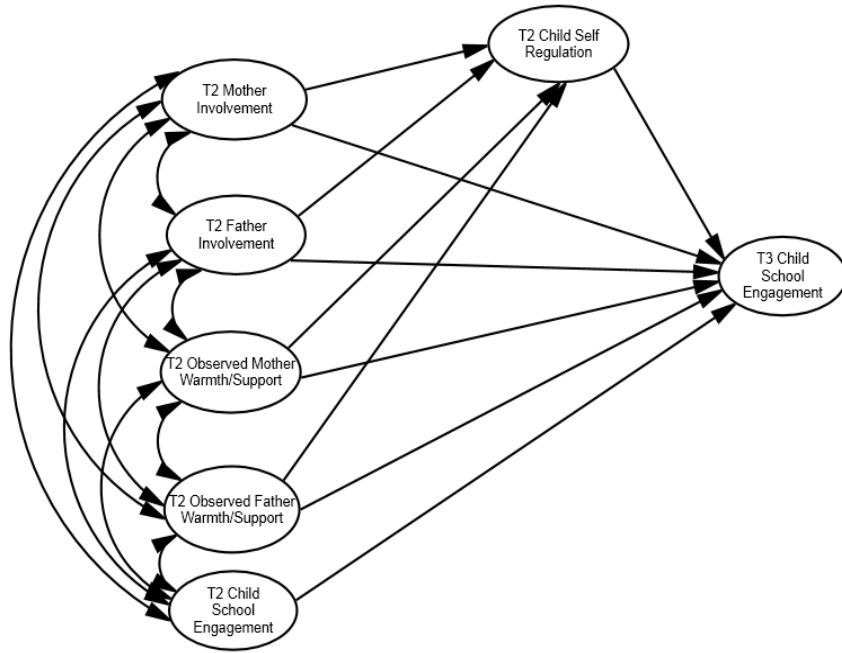 T2 Child Self
Regulation
T2 Mother
Involvement
T2 Father
Involvement
T3 Child
School
Engagement
T2 Observed Mother
Warmth/Support
T2 Observed Father
Warmth/Support
T2 Child
School
Engagement